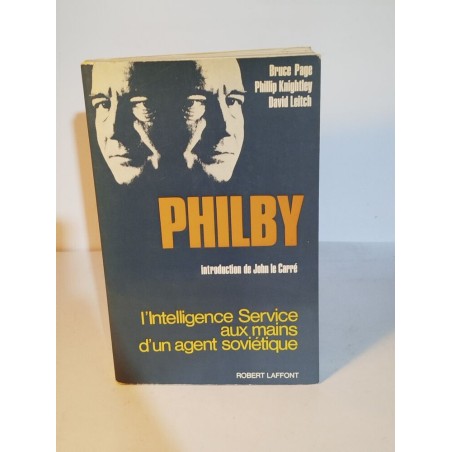 Bruce Page
Phillip Knightley
David Leitch
PHILBY
introduction de John le Carré
l'Intelligence Service
aux mains
d'un agent soviétique
ROBERT LAFFONT